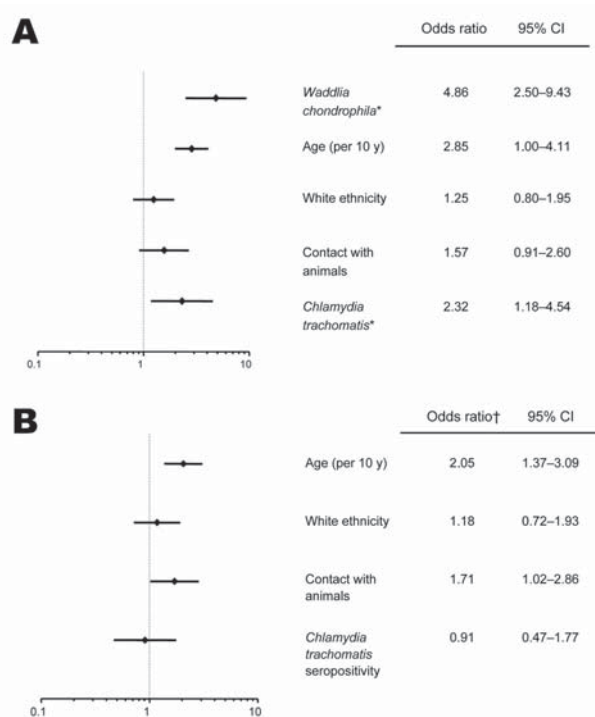 A
Odds ratio 95% CI
Waddlia
chondrophila* 4.86 2.50–9.43
Age (per 10 y) 2.85 1.00–4.11
White ethnicity 1.25 0.80–1.95
Contact with
animals 1.57 0.91–2.60
Chlamydia
trachomatis* 2.32 1.18–4.54
0.1 1 10
B
Odds ratio† 95% CI
Age (per 10 y) 2.05 1.37–3.09
White ethnicity 1.18 0.72–1.93
Contact with
animals 1.71 1.02–2.86
Chlamydia
trachomatis
seropositivity 0.91 0.47–1.77
0.1 1 10